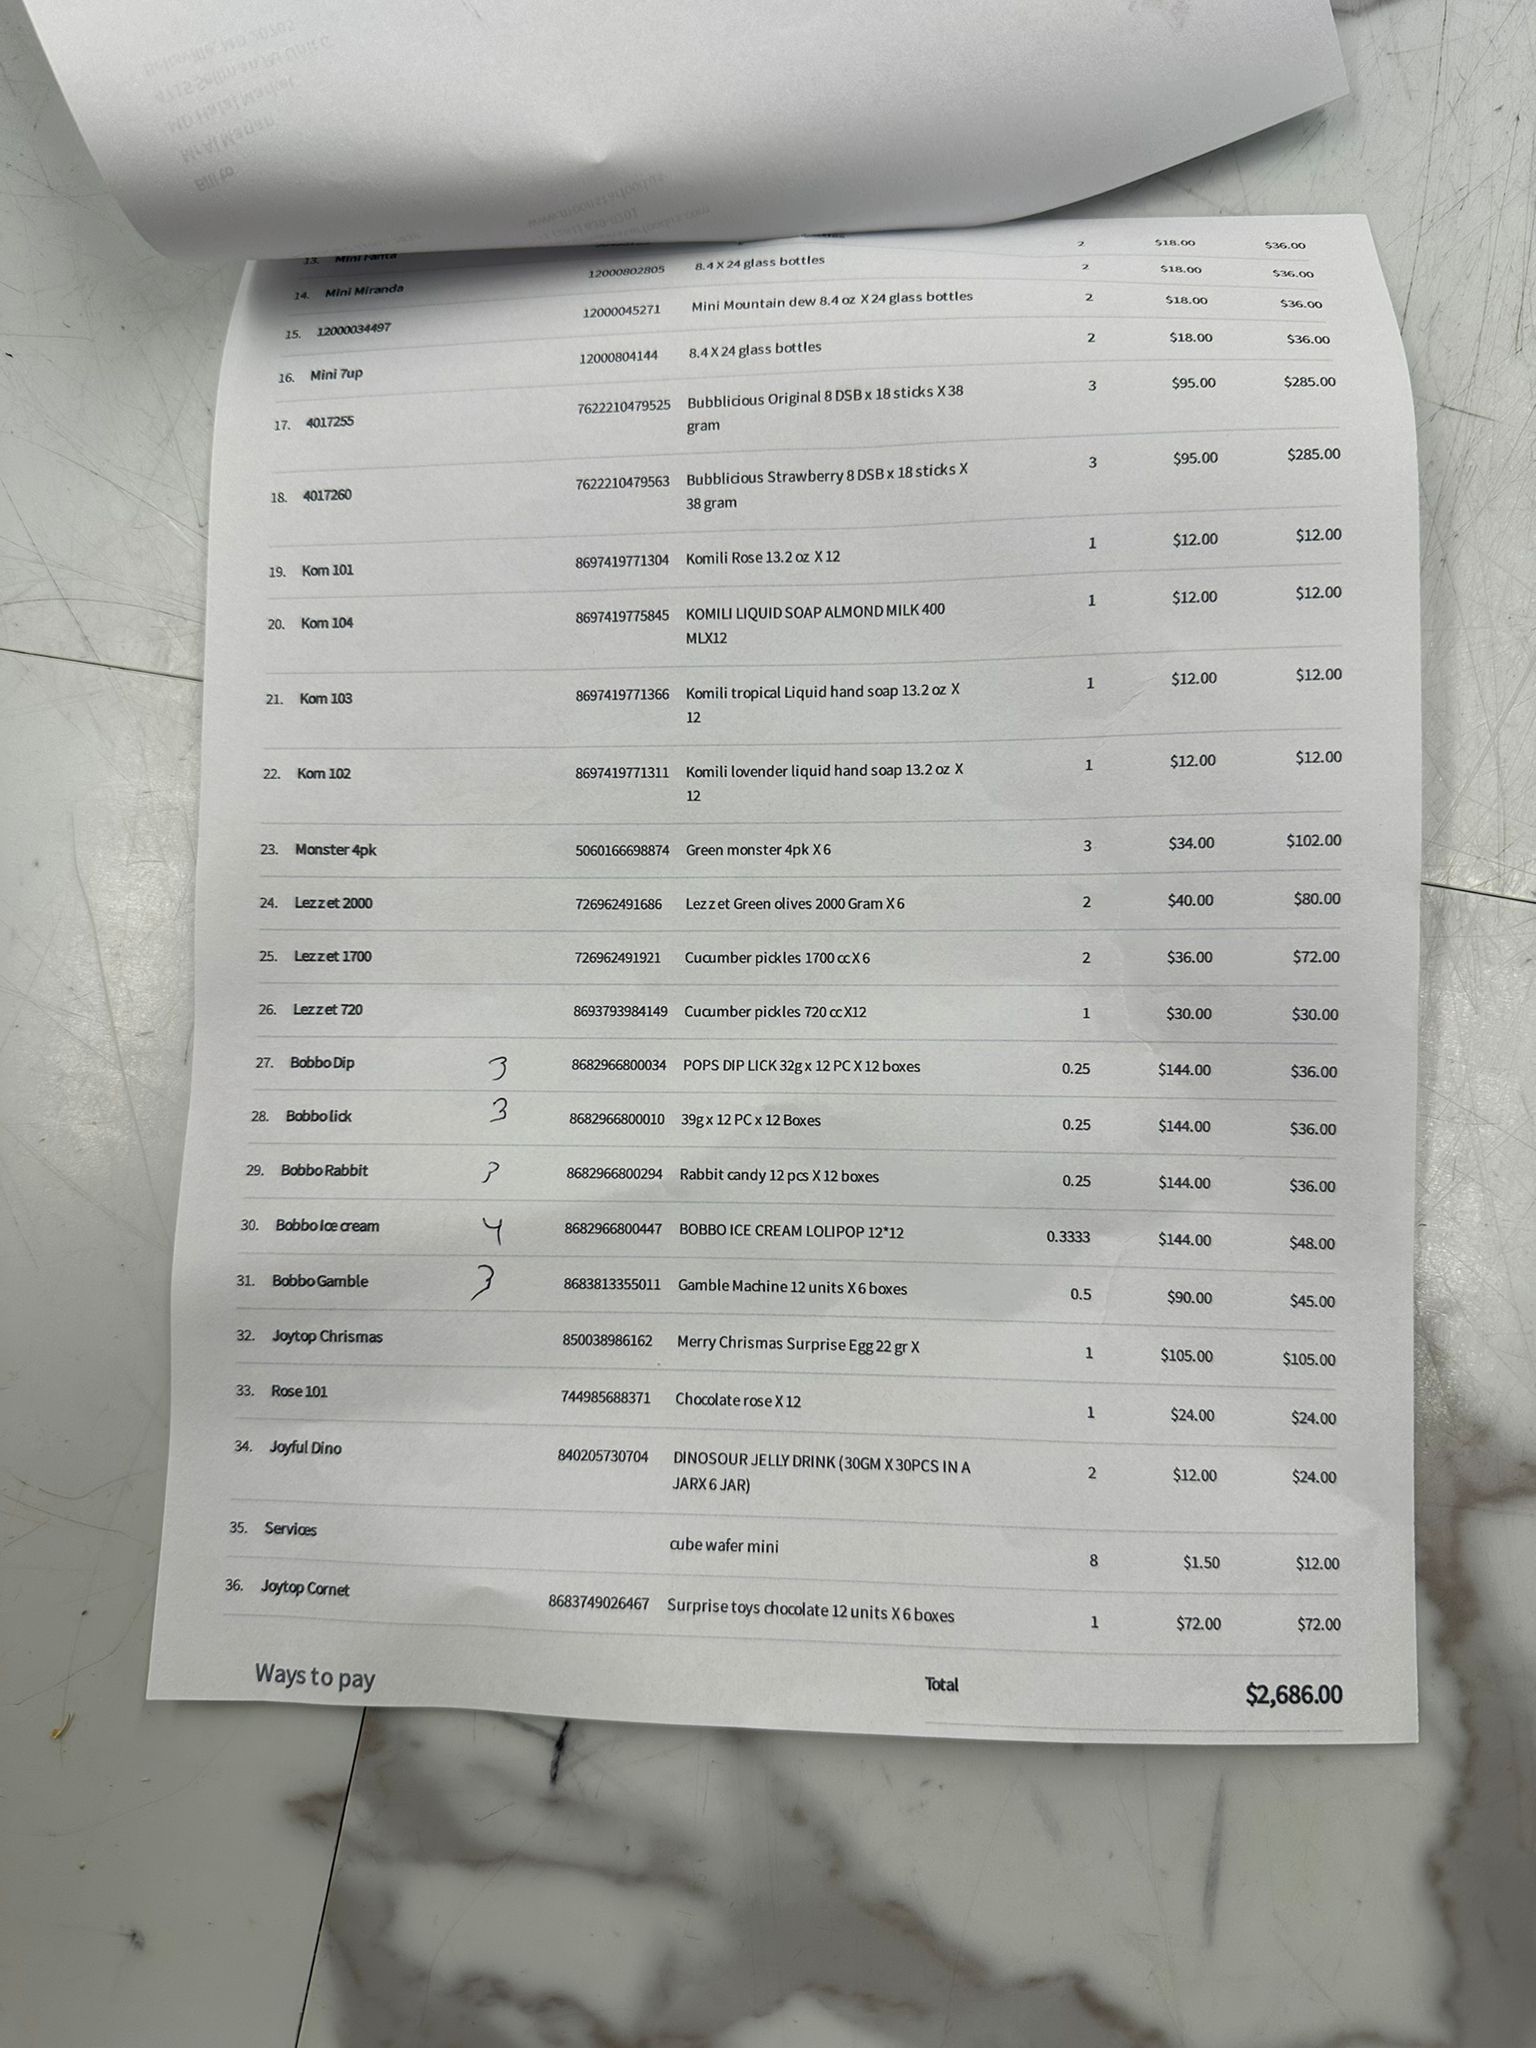 13. Mini Fanta 2 $18.00 $36.00
14. Mini Miranda 12000802805 8.4 X 24 glass bottles 2 $18.00 $36.00
15. 12000034497 12000045271 Mini Mountain dew 8.4 oz X 24 glass bottles 2 $18.00 $36.00
16. Mini 7up 12000804144 8.4 X 24 glass bottles 2 $18.00 $36.00
17. 4017255 7622210479525 Bubblicious Original 8 DSB x 18 sticks X 38 3 $95.00 $285.00
gram
18. 4017260 7622210479563 Bubblicious Strawberry 8 DSB x 18 sticks X 3 $95.00 $285.00
38 gram
19. Kom 101 8697419771304 Komili Rose 13.2 oz X 12 1 $12.00 $12.00
20. Kom 104 8697419775845 KOMILI LIQUID SOAP ALMOND MILK 400 1 $12.00 $12.00
MLX12
21. Kom 103 8697419771366 Komili tropical Liquid hand soap 13.2 oz X 1 $12.00 $12.00
12
22. Kom 102 8697419771311 Komili lovender liquid hand soap 13.2 oz X 1 $12.00 $12.00
12
23. Monster 4pk 5060166698874 Green monster 4pk X 6 3 $34.00 $102.00
24. Lezzet 2000 726962491686 Lezzet Green olives 2000 Gram X 6 2 $40.00 $80.00
25. Lezzet 1700 726962491921 Cucumber pickles 1700 cc X 6 2 $36.00 $72.00
26. Lezzet 720 8693793984149 Cucumber pickles 720 cc X12 1 $30.00 $30.00
27. Bobbo Dip 3 8682966800034 POPS DIP LICK 32g x 12 PC X 12 boxes 0.25 $144.00 $36.00
28. Bobbo lick 3 8682966800010 39g x 12 PC x 12 Boxes 0.25 $144.00 $36.00
29. Bobbo Rabbit 3 8682966800294 Rabbit candy 12 pcs X 12 boxes 0.25 $144.00 $36.00
30. Bobbo Ice cream 4 8682966800447 BOBBO ICE CREAM LOLIPOP 12*12 0.3333 $144.00 $48.00
31. Bobbo Gamble 3 8683813355011 Gamble Machine 12 units X 6 boxes 0.5 $90.00 $45.00
32. Joytop Chrismas 850038986162 Merry Chrismas Surprise Egg 22 gr X 1 $105.00 $105.00
33. Rose 101 744985688371 Chocolate rose X 12 1 $24.00 $24.00
34. Joyful Dino 840205730704 DINOSOUR JELLY DRINK (30GM X 30PCS IN A 2 $12.00 $24.00
JARX 6 JAR)
35. Services cube wafer mini 8 $1.50 $12.00
36. Joytop Cornet 8683749026467 Surprise toys chocolate 12 units X 6 boxes 1 $72.00 $72.00
Ways to pay Total $2,686.00